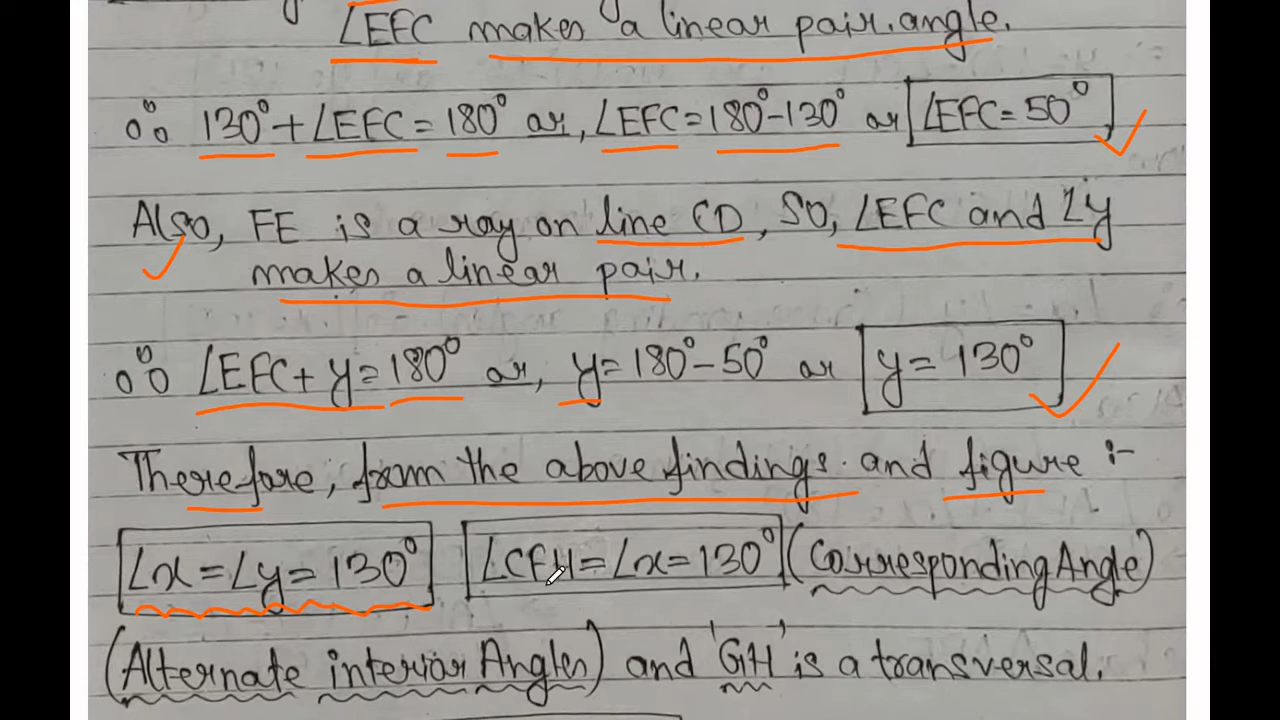 ∠EFC makes a linear pair.angle.
∴ 130° + ∠EFC = 180° or, ∠EFC = 180° - 130° or ∠EFC = 50°
Also, FE is a ray on line CD, SO, ∠EFC and ∠y
makes a linear pair.
∴ ∠EFC + y = 180° or, y = 180° - 50° or y = 130°
Therefore, from the above findings. and figure :-
∠x = ∠y = 130° ∠CFH = ∠x = 130° (Corresponding Angle)
(Alternate interior Angles) and 'GH' is a transversal.